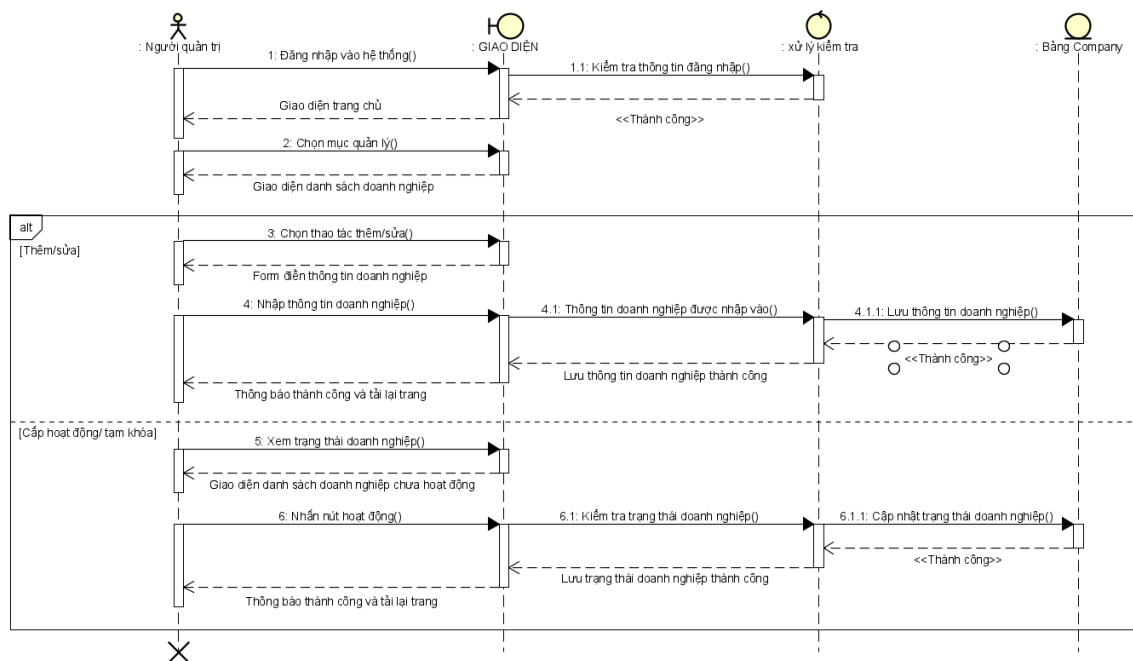 : Người quản trị
: GIAO DIỆN
: xử lý kiểm tra
: Bảng Company
1: Đăng nhập vào hệ thống()
1.1: Kiểm tra thông tin đăng nhập()
Giao diện trang chủ
<<Thành công>>
2: Chọn mục quản lý()
Giao diện danh sách doanh nghiệp
alt
[Thêm/sửa]
3: Chọn thao tác thêm/sửa()
Form điền thông tin doanh nghiệp
4: Nhập thông tin doanh nghiệp()
4.1: Thông tin doanh nghiệp được nhập vào()
4.1.1: Lưu thông tin doanh nghiệp()
<<Thành công>>
Lưu thông tin doanh nghiệp thành công
Thông báo thành công và tải lại trang
[Cấp hoạt động/ tạm khóa]
5: Xem trạng thái doanh nghiệp()
Giao diện danh sách doanh nghiệp chưa hoạt động
6: Nhấn nút hoạt động()
6.1: Kiểm tra trạng thái doanh nghiệp()
6.1.1: Cập nhật trạng thái doanh nghiệp()
<<Thành công>>
Lưu trạng thái doanh nghiệp thành công
Thông báo thành công và tải lại trang